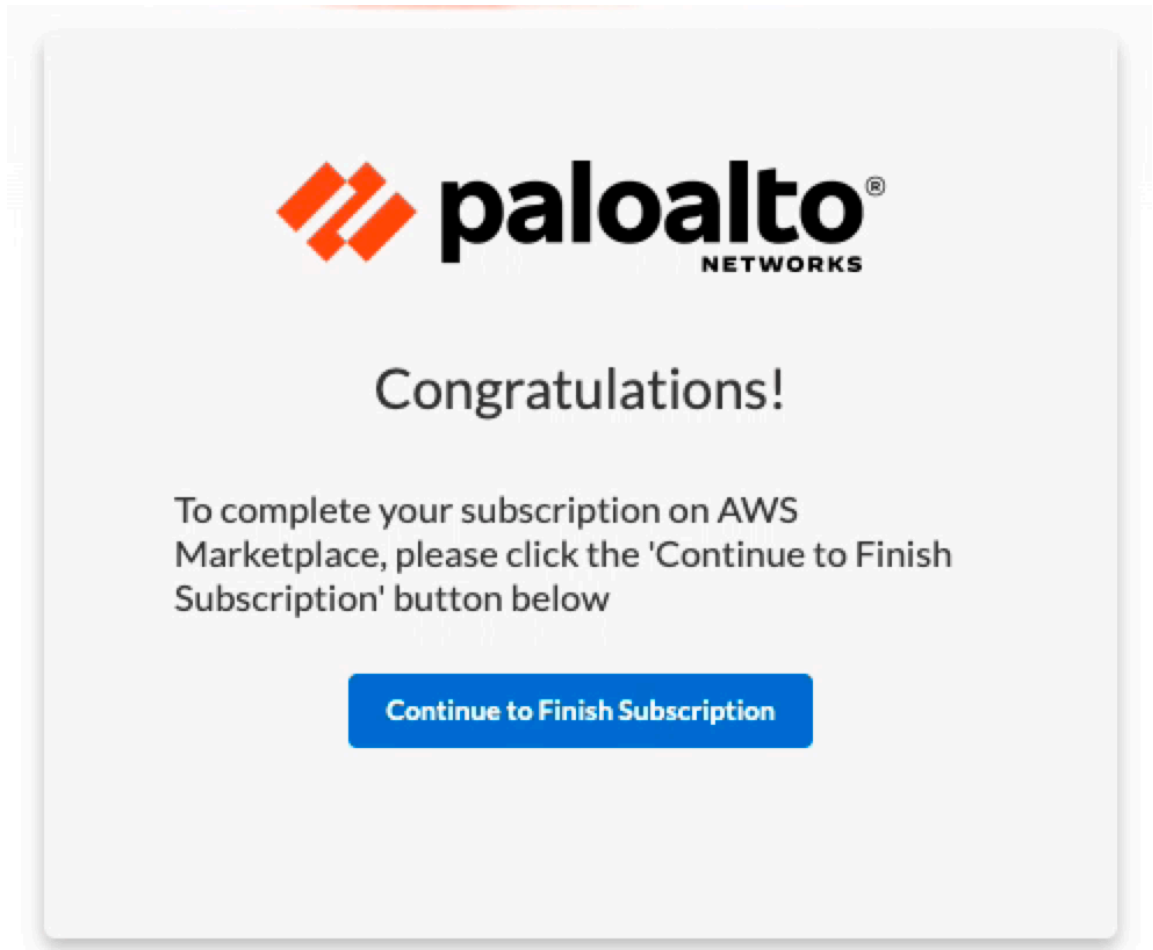 paloalto®
NETWORKS
Congratulations!
To complete your subscription on AWS
Marketplace, please click the 'Continue to Finish
Subscription' button below
Continue to Finish Subscription